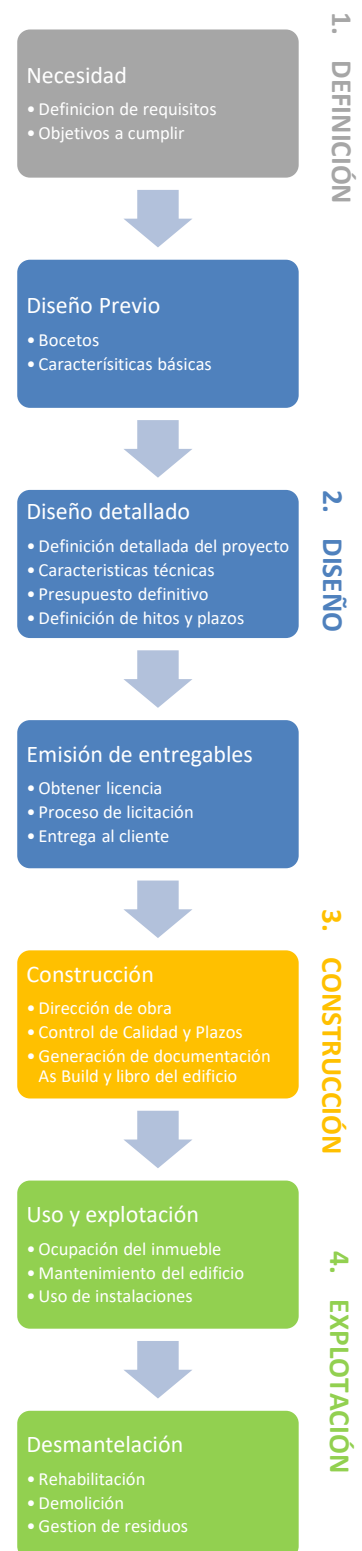 1. DEFINICIÓN
Necesidad
• Definicion de requisitos
• Objetivos a cumplir
2. DISEÑO
Diseño Previo
• Bocetos
• Caracterísiticas básicas
Diseño detallado
• Definición detallada del proyecto
• Caracteristicas técnicas
• Presupuesto definitivo
• Definición de hitos y plazos
Emisión de entregables
• Obtener licencia
• Proceso de licitación
• Entrega al cliente
3. CONSTRUCCIÓN
Construcción
• Dirección de obra
• Control de Calidad y Plazos
• Generación de documentación
As Build y libro del edificio
4. EXPLOTACIÓN
Uso y explotación
• Ocupación del inmueble
• Mantenimiento del edificio
• Uso de instalaciones
Desmantelación
• Rehabilitación
• Demolición
• Gestion de residuos